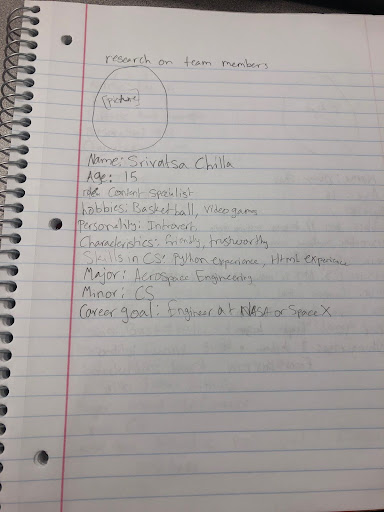 research on team members
[picture]
Name: Srivatsa Chilla
Age: 15
role: Content Specialist
hobbies: Basketball, video games
Personality: Introvert
Characteristics: friendly, trustworthy
Skills in CS: Python experience, Html experience
Major: Aerospace Engineering
Minor: CS
Career goal: Engineer at NASA or Space X